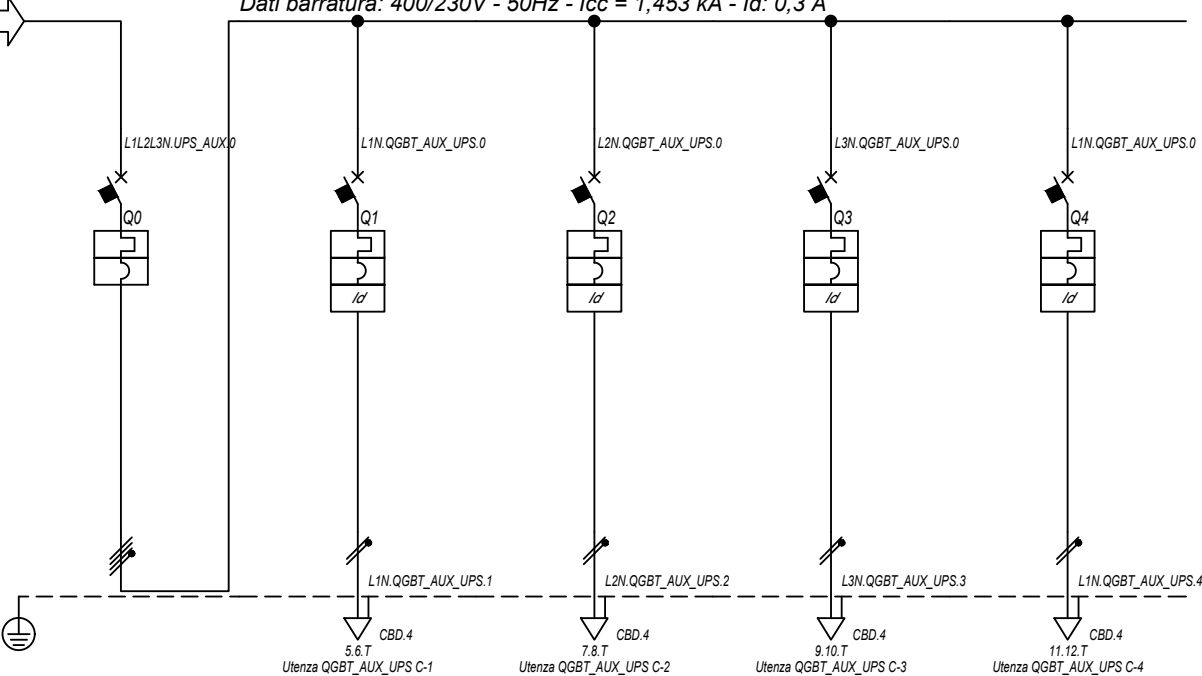 Dati barratura: 400/230V - 50Hz - Icc = 1,453 kA - Id: 0,3 A
L1L2L3N.UPS_AUX.0
L1N.QGBT_AUX_UPS.0
L2N.QGBT_AUX_UPS.0
L3N.QGBT_AUX_UPS.0
L1N.QGBT_AUX_UPS.0
Q0
Q1
Q2
Q3
Q4
Id
Id
Id
Id
L1N.QGBT_AUX_UPS.1
L2N.QGBT_AUX_UPS.2
L3N.QGBT_AUX_UPS.3
L1N.QGBT_AUX_UPS.4
CBD.4
CBD.4
CBD.4
CBD.4
5.6.T
7.8.T
9.10.T
11.12.T
Utenza QGBT_AUX_UPS C-1
Utenza QGBT_AUX_UPS C-2
Utenza QGBT_AUX_UPS C-3
Utenza QGBT_AUX_UPS C-4